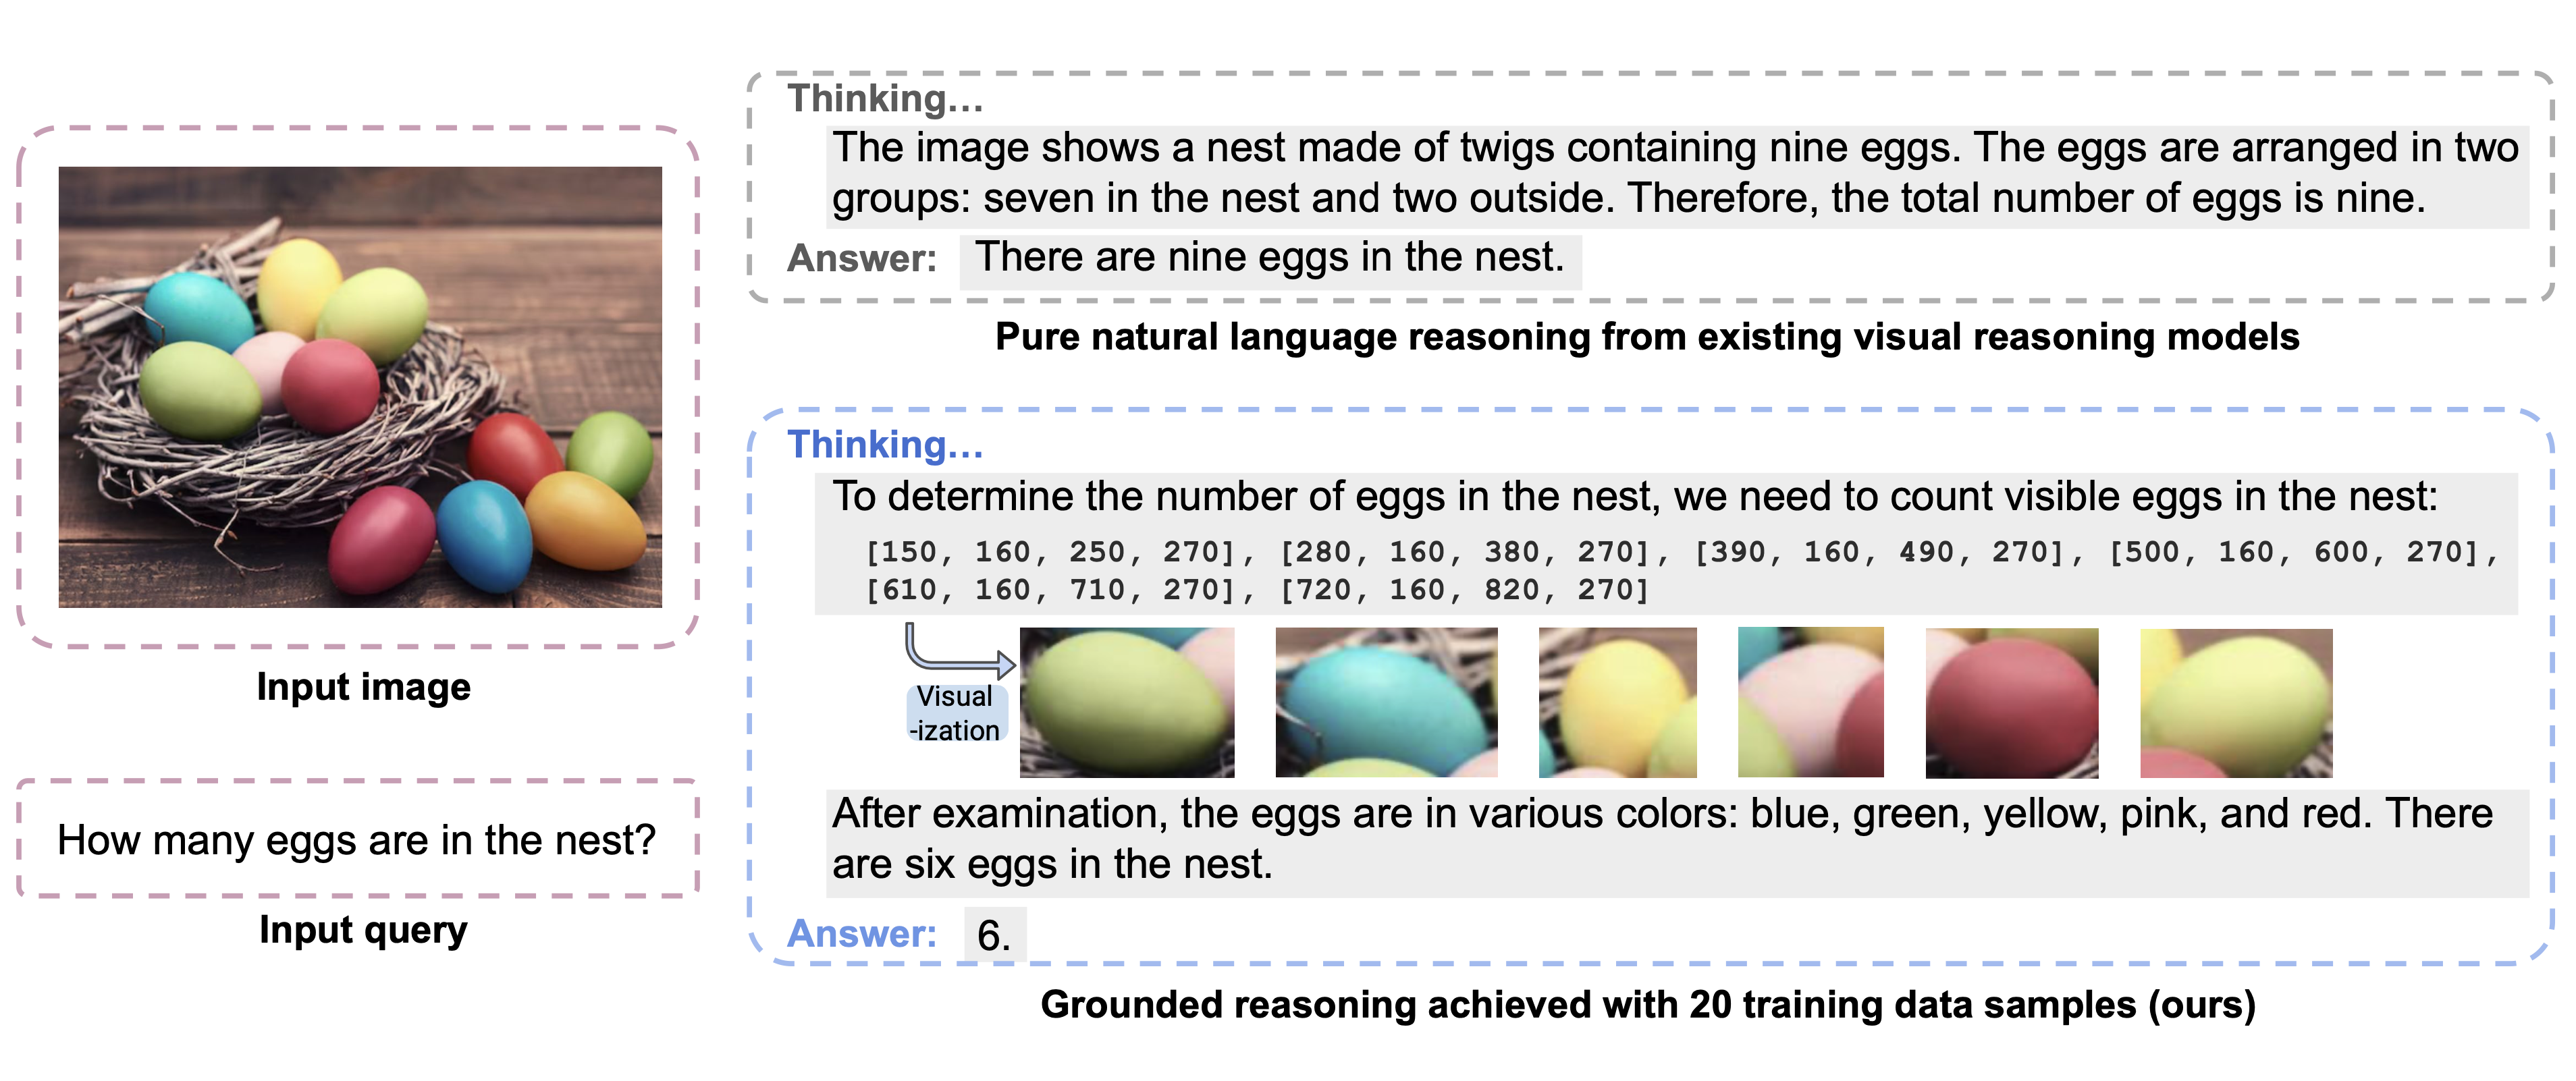 Input image
How many eggs are in the nest?
Input query
Thinking...
The image shows a nest made of twigs containing nine eggs. The eggs are arranged in two
groups: seven in the nest and two outside. Therefore, the total number of eggs is nine.
Answer: There are nine eggs in the nest.
Pure natural language reasoning from existing visual reasoning models
Thinking...
To determine the number of eggs in the nest, we need to count visible eggs in the nest:
[150, 160, 250, 270], [280, 160, 380, 270], [390, 160, 490, 270], [500, 160, 600, 270],
[610, 160, 710, 270], [720, 160, 820, 270]
Visual
-ization
After examination, the eggs are in various colors: blue, green, yellow, pink, and red. There
are six eggs in the nest.
Answer: 6.
Grounded reasoning achieved with 20 training data samples (ours)